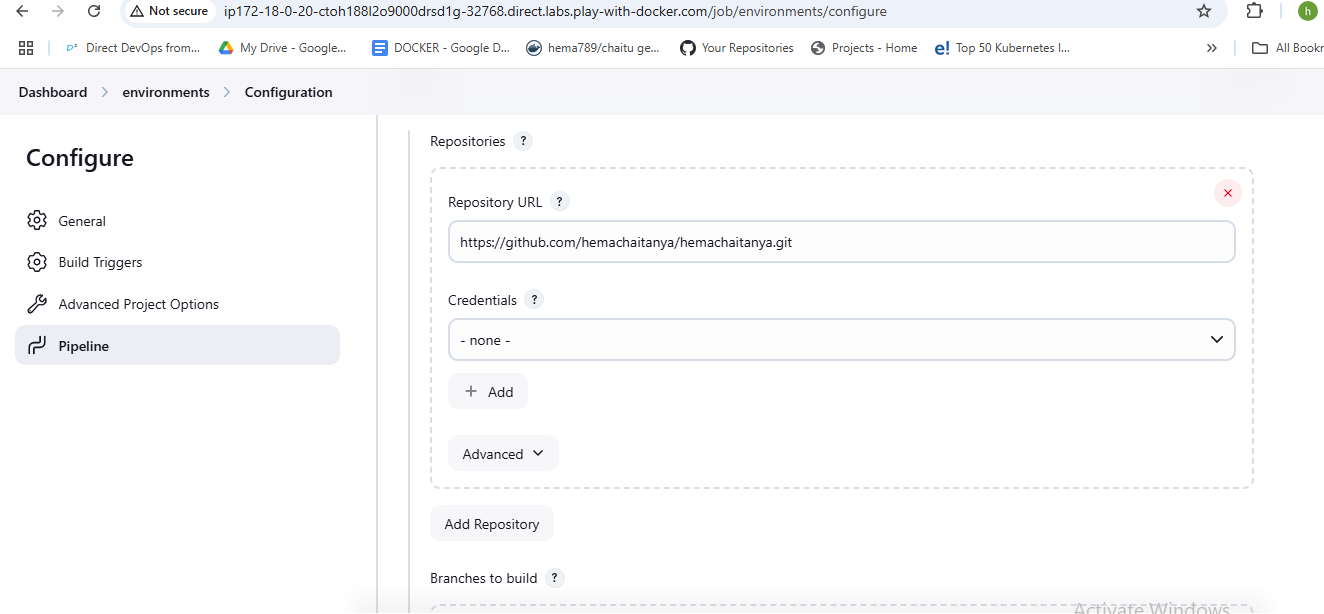 Not secure ip172-18-0-20-ctoh188l2o9000drsd1g-32768.direct.labs.play-with-docker.com/job/environments/configure h
D² Direct DevOps from... My Drive - Google... DOCKER - Google D... hema789/chaitu ge... Your Repositories Projects - Home e! Top 50 Kubernetes I... » All Bookr
Dashboard > environments > Configuration
Configure
General
Build Triggers
Advanced Project Options
Pipeline
Repositories ?
Repository URL ?
https://github.com/hemachaitanya/hemachaitanya.git
Credentials ?
- none -
+ Add
Advanced
Add Repository
Branches to build ?
Activate Windows